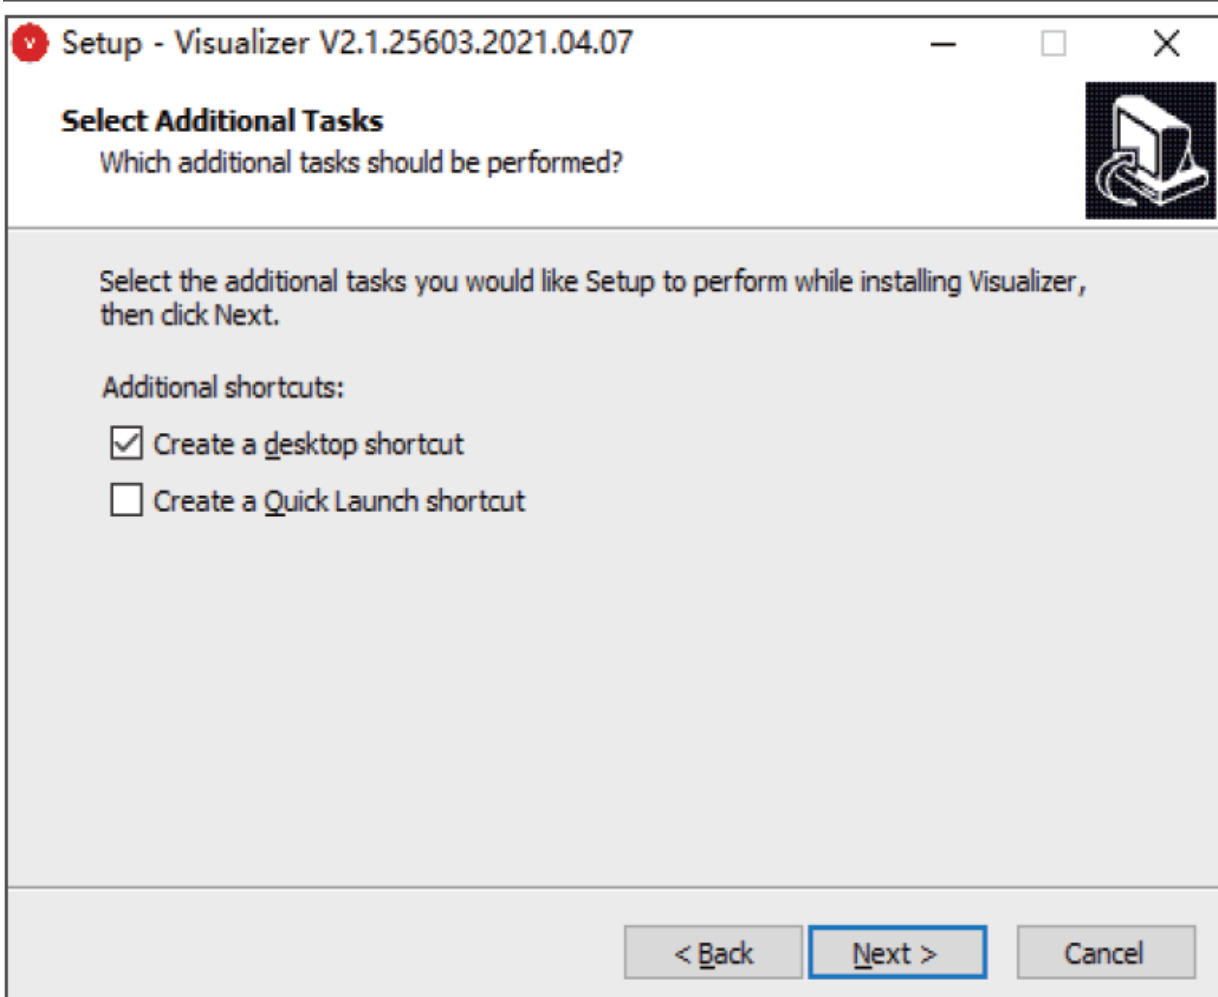 v Setup - Visualizer V2.1.25603.2021.04.07
Select Additional Tasks
Which additional tasks should be performed?
Select the additional tasks you would like Setup to perform while installing Visualizer,
then click Next.
Additional shortcuts:
Create a desktop shortcut
Create a Quick Launch shortcut
< Back Next > Cancel